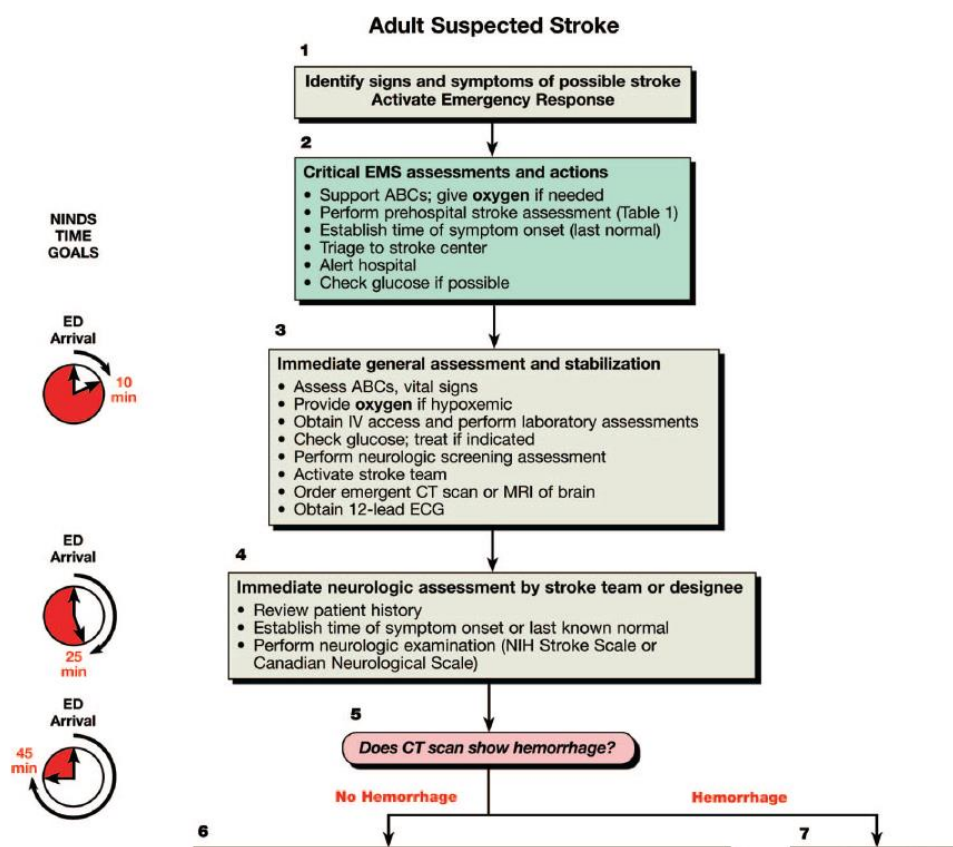 Adult Suspected Stroke
1
Identify signs and symptoms of possible stroke
Activate Emergency Response
2
Critical EMS assessments and actions
• Support ABCs; give oxygen if needed
• Perform prehospital stroke assessment (Table 1)
• Establish time of symptom onset (last normal)
• Triage to stroke center
• Alert hospital
• Check glucose if possible
NINDS
TIME
GOALS
ED
Arrival
10
min
3
Immediate general assessment and stabilization
• Assess ABCs, vital signs
• Provide oxygen if hypoxemic
• Obtain IV access and perform laboratory assessments
• Check glucose; treat if indicated
• Perform neurologic screening assessment
• Activate stroke team
• Order emergent CT scan or MRI of brain
• Obtain 12-lead ECG
ED
Arrival
25
min
4
Immediate neurologic assessment by stroke team or designee
• Review patient history
• Establish time of symptom onset or last known normal
• Perform neurologic examination (NIH Stroke Scale or
Canadian Neurological Scale)
ED
Arrival
45
min
5
Does CT scan show hemorrhage?
No Hemorrhage
Hemorrhage
6
7